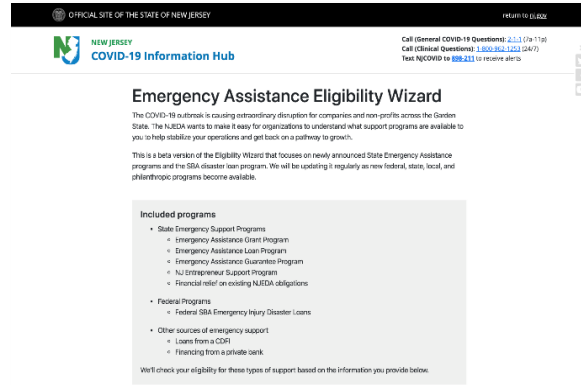 OFFICIAL SITE OF THE STATE OF NEW JERSEY
return to nj.gov
NEW JERSEY
COVID-19 Information Hub
Call (General COVID-19 Questions): 2-1-1 (7a-11p)
Call (Clinical Questions): 1-800-962-1253 (24/7)
Text NJCOVID to 898-211 to receive alerts
Emergency Assistance Eligibility Wizard
The COVID-19 outbreak is causing extraordinary disruption for companies and non-profits across the Garden
State. The NJEDA wants to make it easy for organizations to understand what support programs are available to
you to help stabilize your operations and get back on a pathway to growth.
This is a beta version of the Eligibility Wizard that focuses on newly announced State Emergency Assistance
programs and the SBA disaster loan program. We will be updating it regularly as new federal, state, local, and
philanthropic programs become available.
Included programs
• State Emergency Support Programs
◦ Emergency Assistance Grant Program
◦ Emergency Assistance Loan Program
◦ Emergency Assistance Guarantee Program
◦ NJ Entrepreneur Support Program
◦ Financial relief on existing NJEDA obligations
• Federal Programs
◦ Federal SBA Emergency Injury Disaster Loans
• Other sources of emergency support
◦ Loans from a CDFI
◦ Financing from a private bank
We'll check your eligibility for these types of support based on the information you provide below.